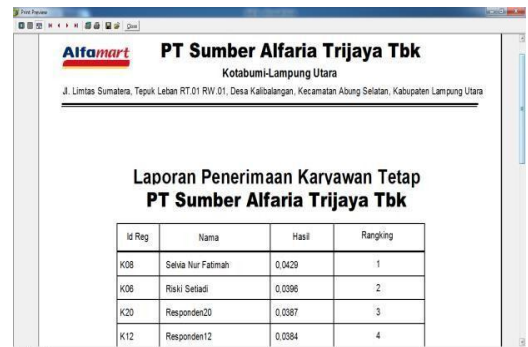 Print Preview
Close
Alfamart
PT Sumber Alfaria Trijaya Tbk
Kotabumi-Lampung Utara
Jl. Limtas Sumatera, Tepuk Leban RT.01 RW.01, Desa Kalibalangan, Kecamatan Abung Selatan, Kabupaten Lampung Utara
Laporan Penerimaan Karyawan Tetap
PT Sumber Alfaria Trijaya Tbk
Id Reg Nama Hasil Rangking
K08 Selvia Nur Fatimah 0,0429 1
K06 Riski Setiadi 0,0396 2
K20 Responden20 0,0387 3
K12 Responden12 0,0384 4